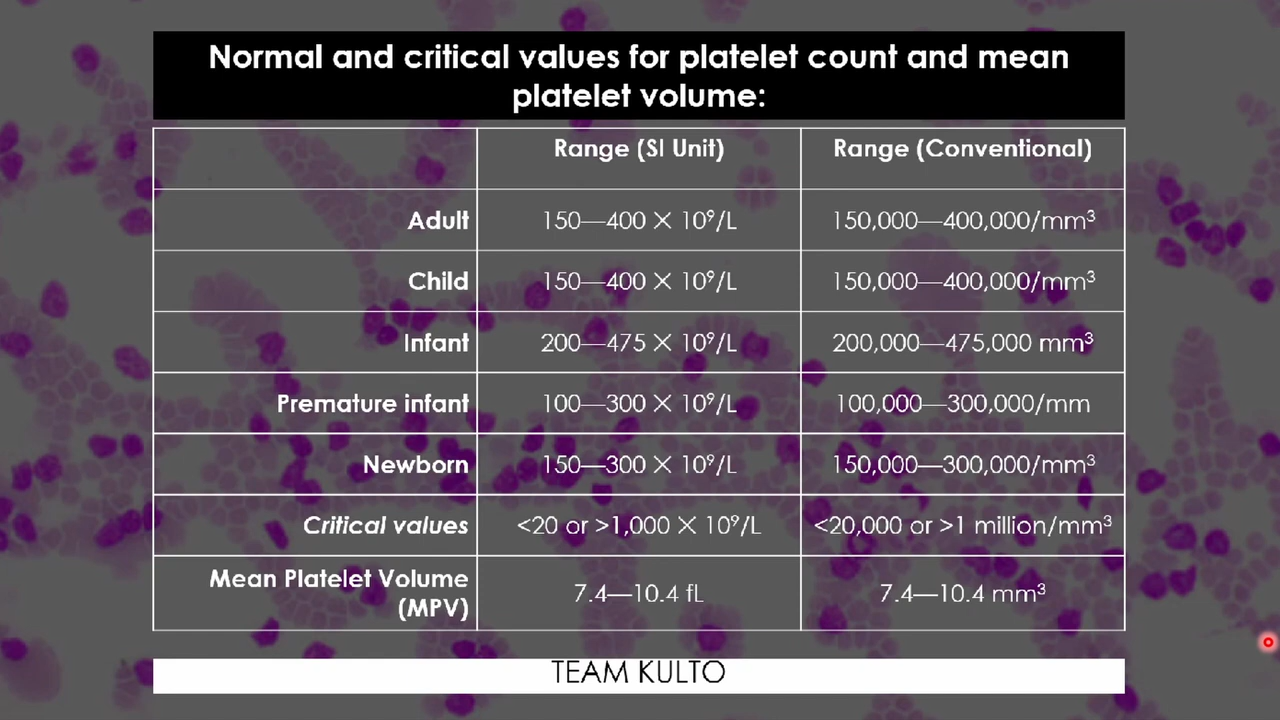 Normal and critical values for platelet count and mean
platelet volume:
Range (SI Unit) Range (Conventional)
Adult 150—400 × 10⁹/L 150,000—400,000/mm³
Child 150—400 × 10⁹/L 150,000—400,000/mm³
Infant 200—475 × 10⁹/L 200,000—475,000 mm³
Premature infant 100—300 × 10⁹/L 100,000—300,000/mm
Newborn 150—300 × 10⁹/L 150,000—300,000/mm³
Critical values <20 or >1,000 × 10⁹/L <20,000 or >1 million/mm³
Mean Platelet Volume
(MPV) 7.4—10.4 fL 7.4—10.4 mm³
TEAM KULTO